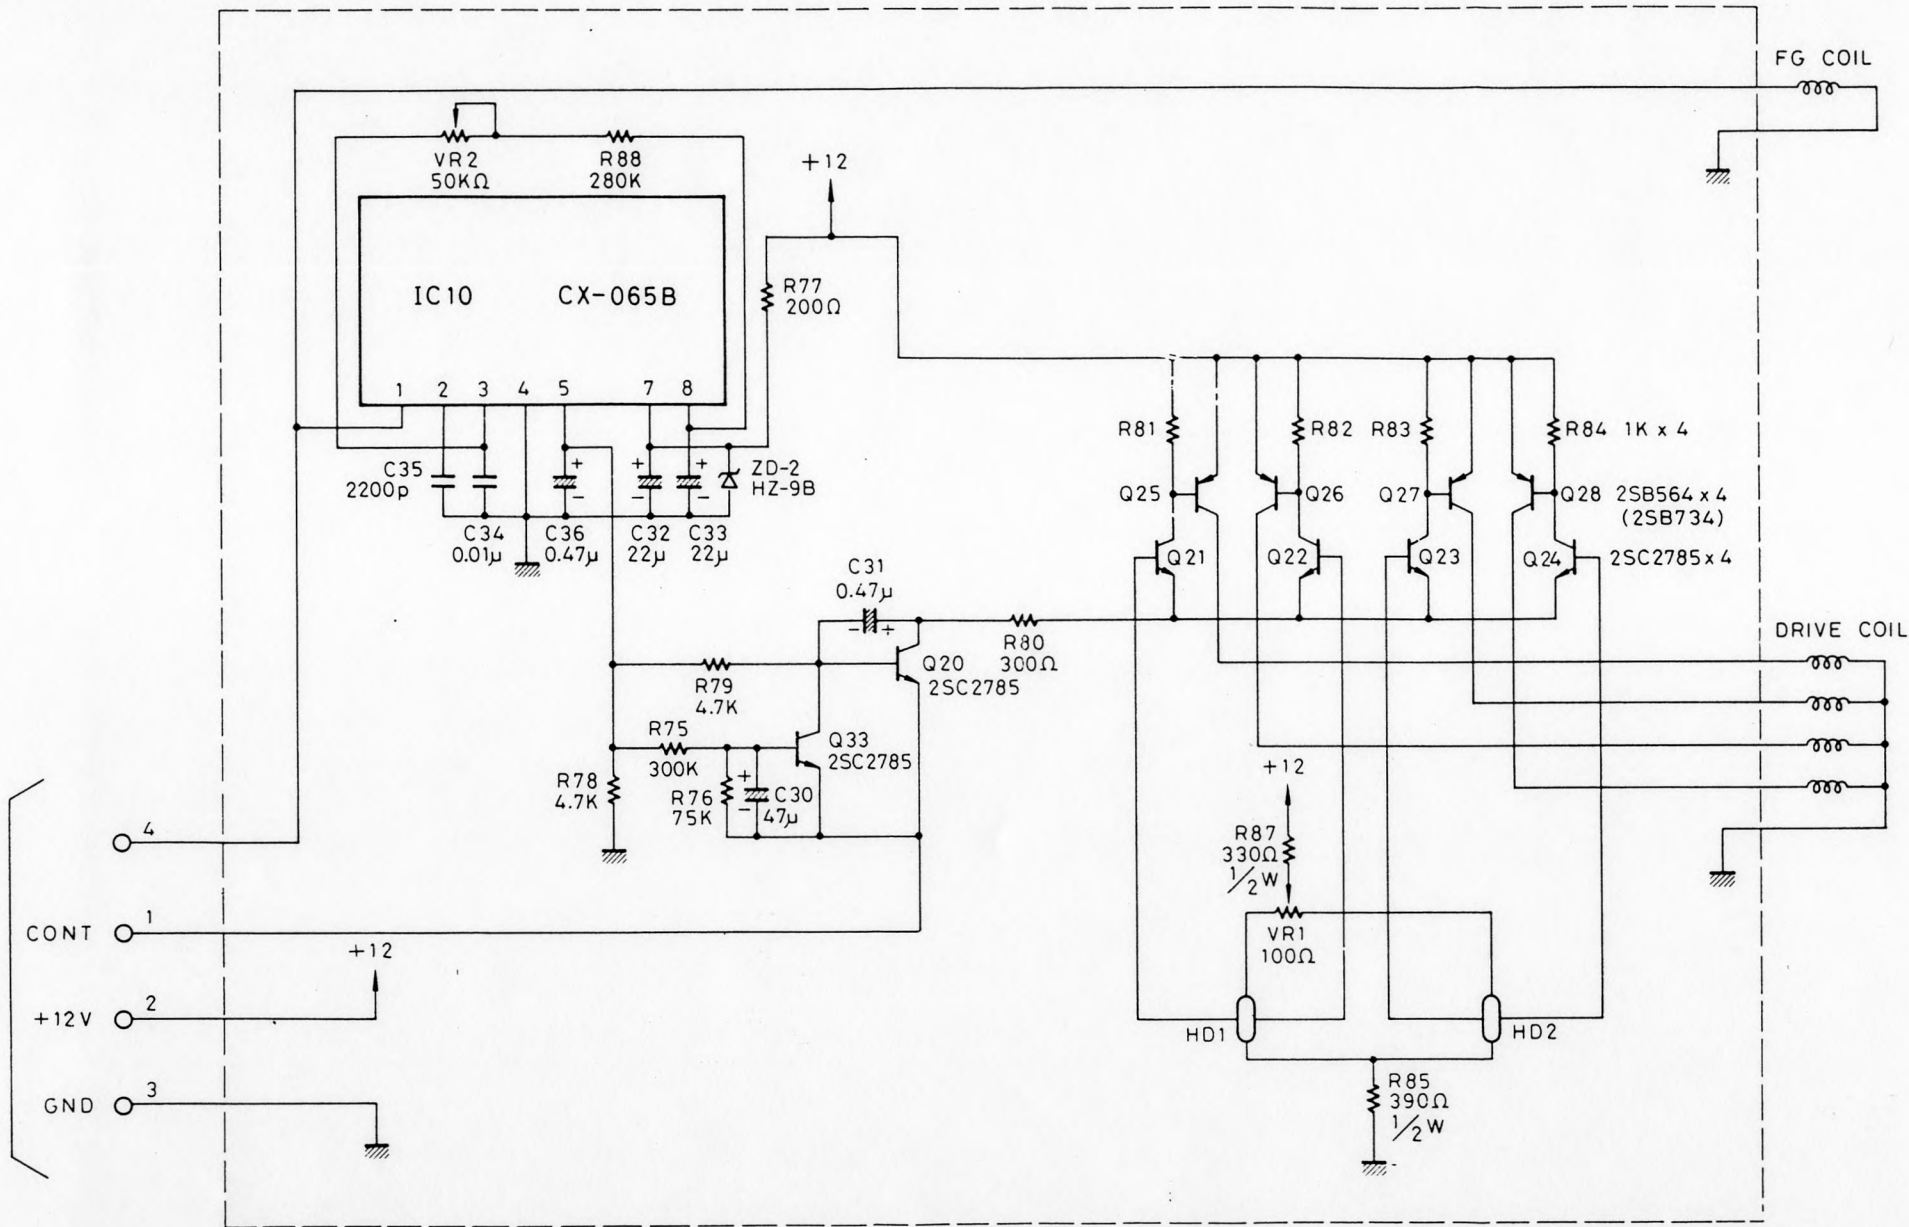 FG COIL
VR2
50KΩ
R88
280K
+12
IC10
CX-065B
R77
200Ω
1
2
3
4
5
7
8
C35
2200p
C34
0.01μ
+
-
C36
0.47μ
+
-
C32
22μ
+
-
C33
22μ
ZD-2
HZ-9B
R81
R82
R83
R84 1K x 4
Q25
Q26
Q27
Q28
2SB564 x 4
(2SB734)
Q21
Q22
Q23
Q24
2SC2785 x 4
C31
0.47μ
-
+
R80
300Ω
Q20
2SC2785
DRIVE COIL
R79
4.7K
R75
300K
Q33
2SC2785
R78
4.7K
R76
75K
+
-
C30
47μ
+12
R87
330Ω
1/2 W
VR1
100Ω
HD1
HD2
R85
390Ω
1/2 W
4
CONT
1
+12
+12V
2
GND
3